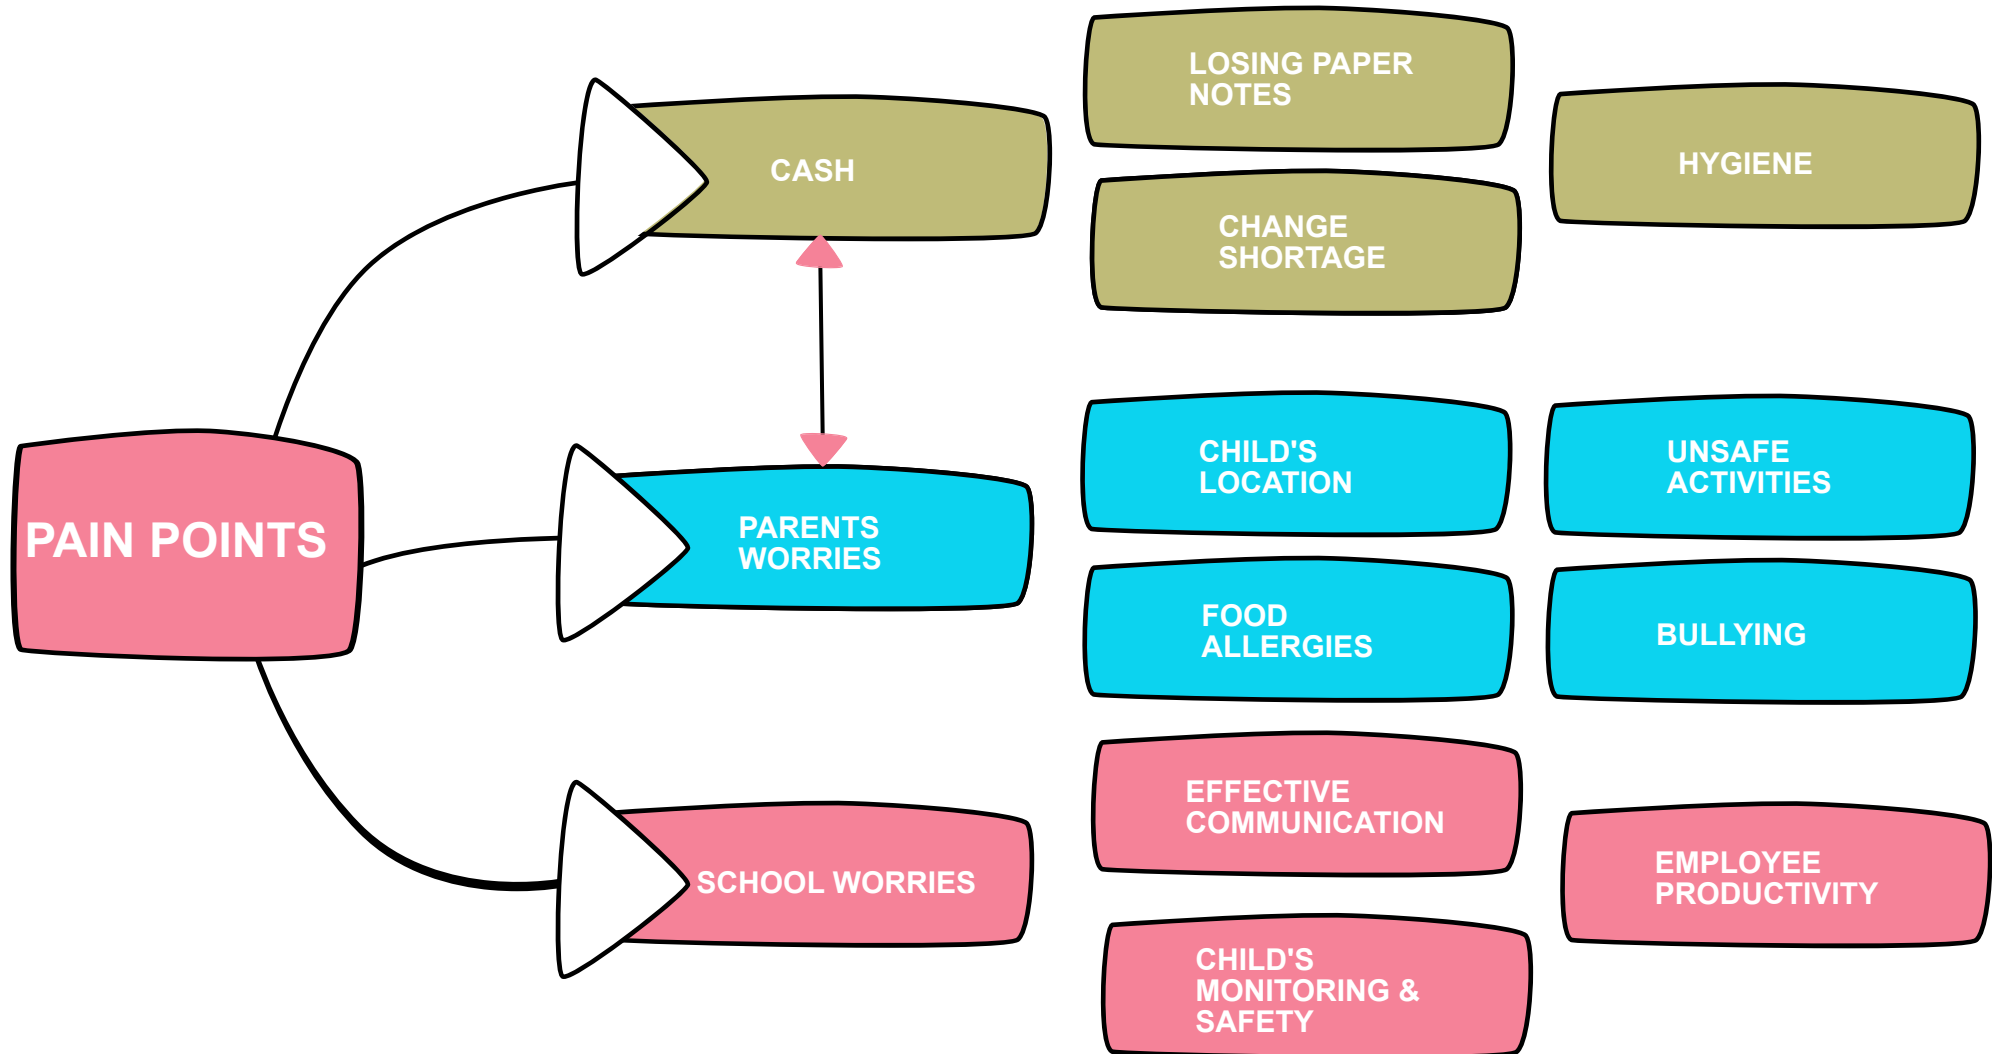 PAIN POINTS
CASH
LOSING PAPER
NOTES
CHANGE
SHORTAGE
HYGIENE
PARENTS
WORRIES
CHILD'S
LOCATION
UNSAFE
ACTIVITIES
FOOD
ALLERGIES
BULLYING
SCHOOL WORRIES
EFFECTIVE
COMMUNICATION
EMPLOYEE
PRODUCTIVITY
CHILD'S
MONITORING &
SAFETY